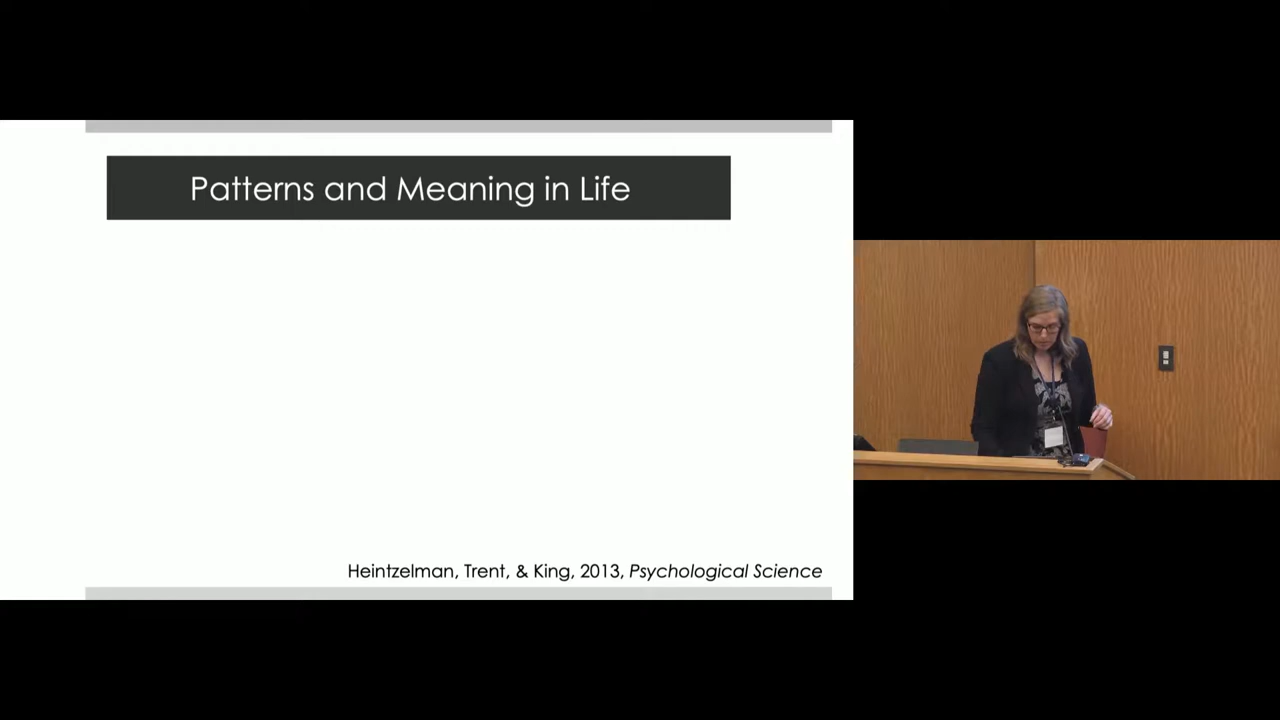 Patterns and Meaning in Life
Heintzelman, Trent, & King, 2013, Psychological Science